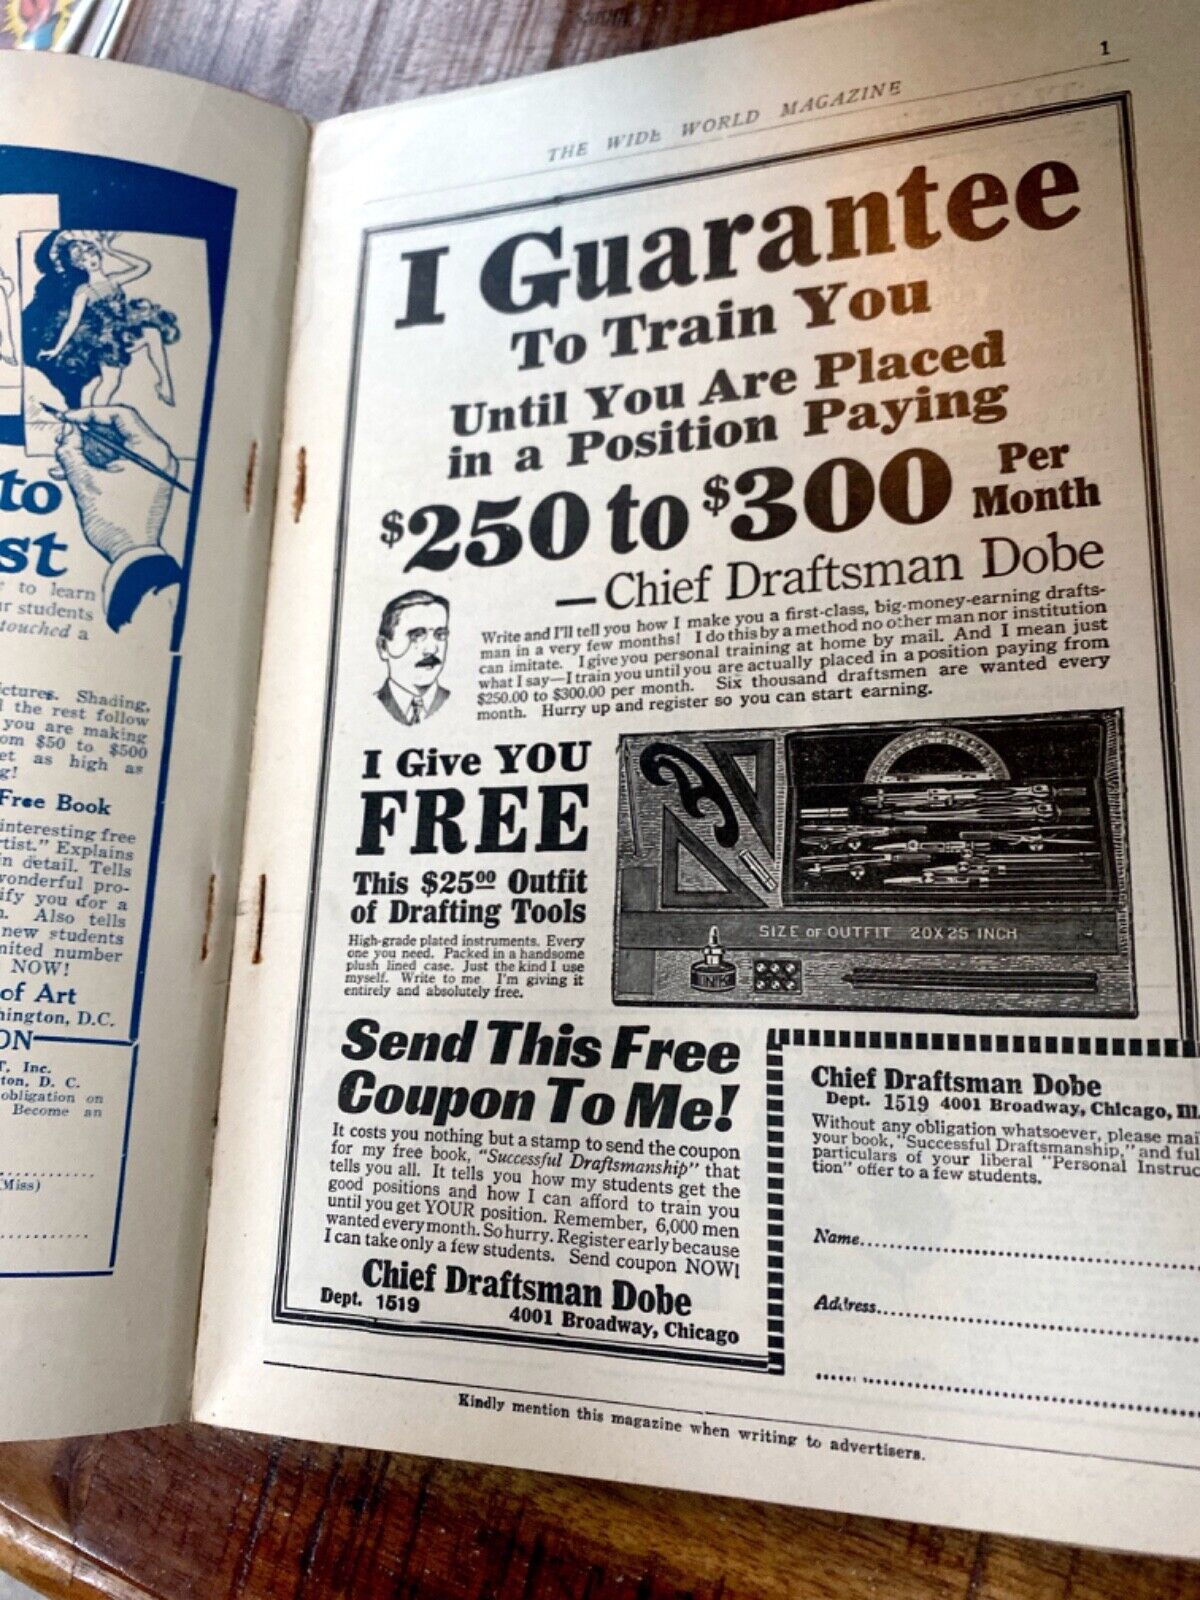 to
st
to learn
students
touched a
ictures. Shading,
the rest follow
you are making
om $50 to $500
et as high as
g!
Free Book
interesting free
rtist." Explains
in detail. Tells
wonderful pro-
ify you for a
Also tells
new students
mited number
NOW!
of Art
hington, D.C.
ON
T, Inc.
ton, D. C.
obligation on
Become an
(Miss)
1
THE WIDE WORLD MAGAZINE
I Guarantee
To Train You
Until You Are Placed
in a Position Paying
$250 to $300 Per
Month
—Chief Draftsman Dobe
Write and I'll tell you how I make you a first-class, big-money-earning drafts-
man in a very few months! I do this by a method no other man nor institution
can imitate. I give you personal training at home by mail. And I mean just
what I say—I train you until you are actually placed in a position paying from
$250.00 to $300.00 per month. Six thousand draftsmen are wanted every
month. Hurry up and register so you can start earning.
I Give YOU
FREE
This $25.00 Outfit
of Drafting Tools
High-grade plated instruments. Every
one you need. Packed in a handsome
plush lined case. Just the kind I use
myself. Write to me I'm giving it
entirely and absolutely free.
SIZE OF OUTFIT 20X25 INCH
INK
Send This Free
Coupon To Me!
It costs you nothing but a stamp to send the coupon
for my free book, "Successful Draftsmanship" that
tells you all. It tells you how my students get the
good positions and how I can afford to train you
until you get YOUR position. Remember, 6,000 men
wanted every month. So hurry. Register early because
I can take only a few students. Send coupon NOW!
Chief Draftsman Dobe
Dept. 1519 4001 Broadway, Chicago
Chief Draftsman Dobe
Dept. 1519 4001 Broadway, Chicago, Ill.
Without any obligation whatsoever, please mai
your book, "Successful Draftsmanship," and ful
particulars of your liberal "Personal Instruc
tion" offer to a few students.
Name
Address
Kindly mention this magazine when writing to advertisers.